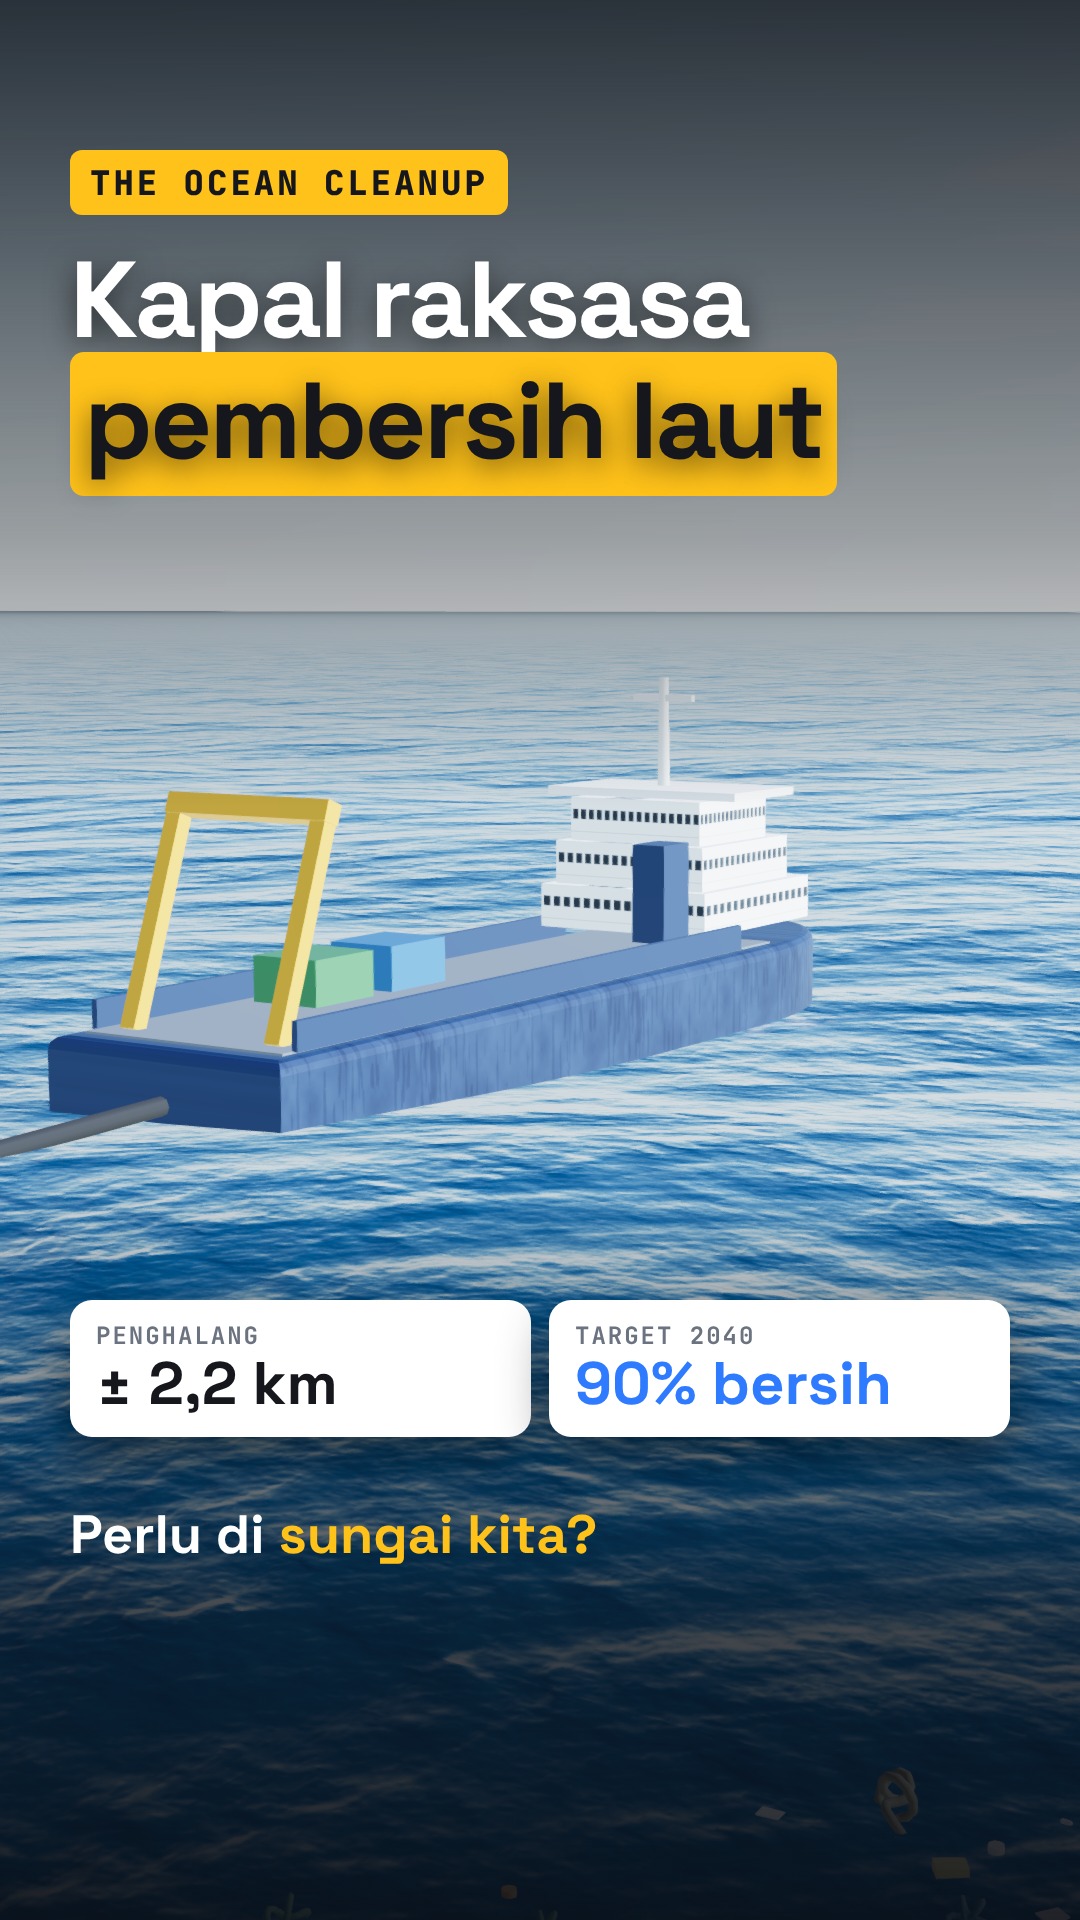 THE OCEAN CLEANUP
Kapal raksasa
pembersih laut
PENGHALANG
± 2,2 km
TARGET 2040
90% bersih
Perlu di sungai kita?